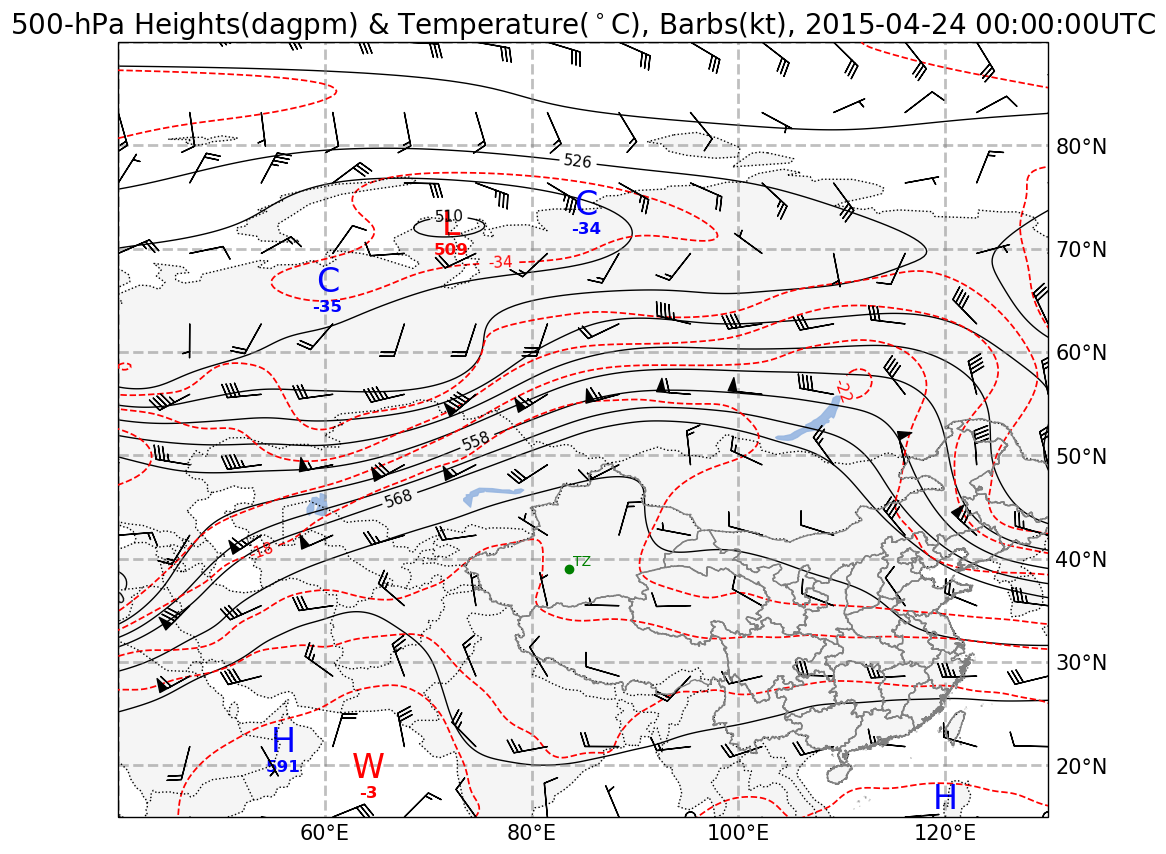 500-hPa Heights(dagpm) & Temperature(°C), Barbs(kt), 2015-04-24 00:00:00UTC
80°N
526
C
-34
510
L
509
70°N
-34
C
-35
60°N
-22
558
50°N
568
-18
40°N
TZ
30°N
H
591
W
-3
20°N
H
60°E
80°E
100°E
120°E